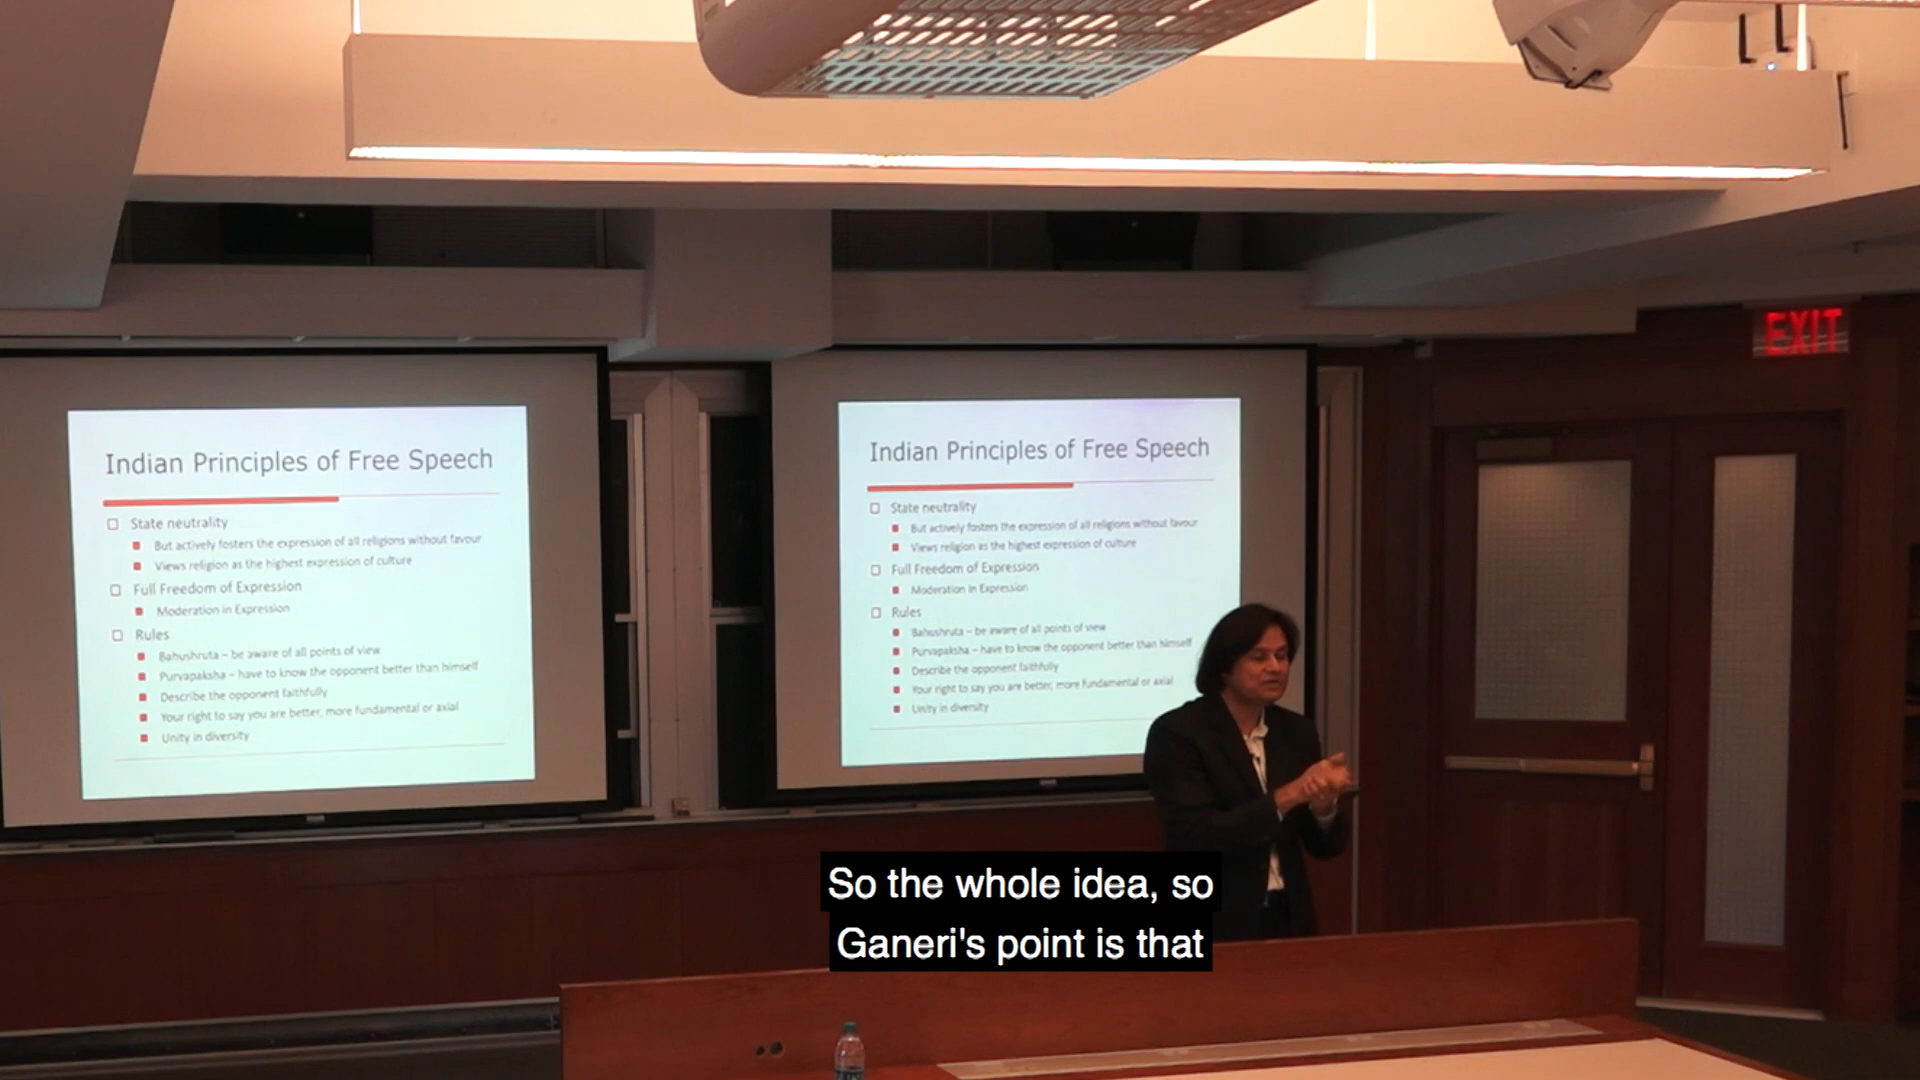 EXIT
Indian Principles of Free Speech
State neutrality
But actively fosters the expression of all religions without favour
Views religion as the highest expression of culture
Full Freedom of Expression
Moderation in Expression
Rules
Bahushruta – be aware of all points of view
Purvapaksha – have to know the opponent better than himself
Describe the opponent faithfully
Your right to say you are better, more fundamental or axial
Unity in diversity
Indian Principles of Free Speech
State neutrality
But actively fosters the expression of all religions without favour
Views religion as the highest expression of culture
Full Freedom of Expression
Moderation in Expression
Rules
Bahushruta – be aware of all points of view
Purvapaksha – have to know the opponent better than himself
Describe the opponent faithfully
Your right to say you are better, more fundamental or axial
Unity in diversity
So the whole idea, so
Ganeri's point is that